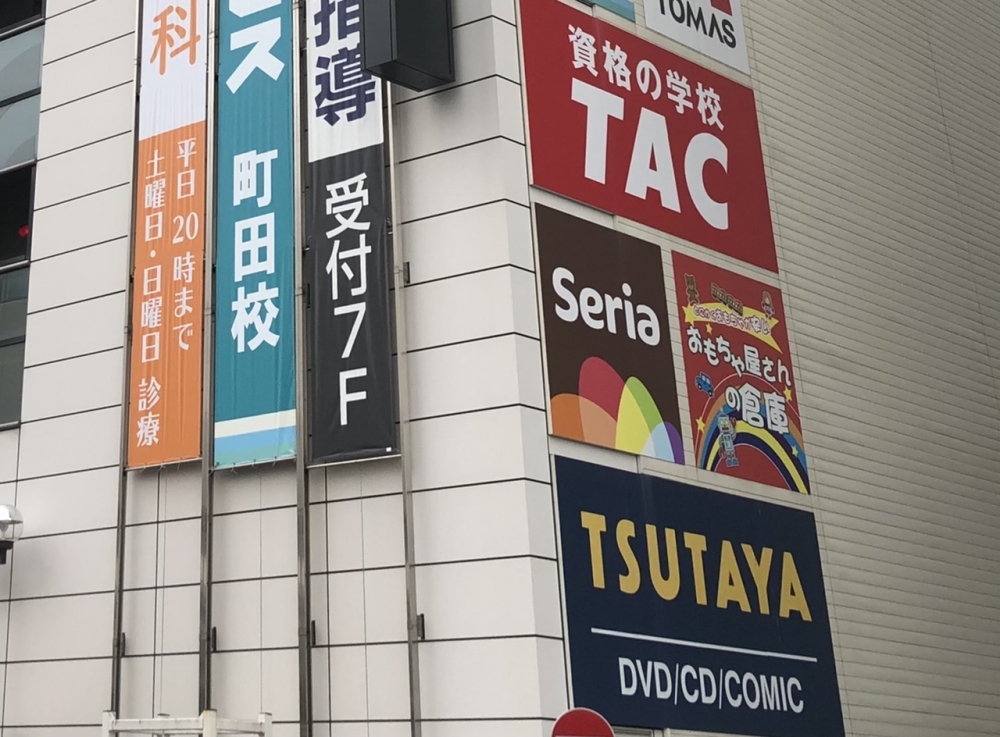 科
平日20時まで
土曜日・日曜日 診療
ビス 町田校
指導
受付7F
TOMAS
資格の学校
TAC
Seria
おもちゃ屋さん
の倉庫
TSUTAYA
DVD/CD/COMIC